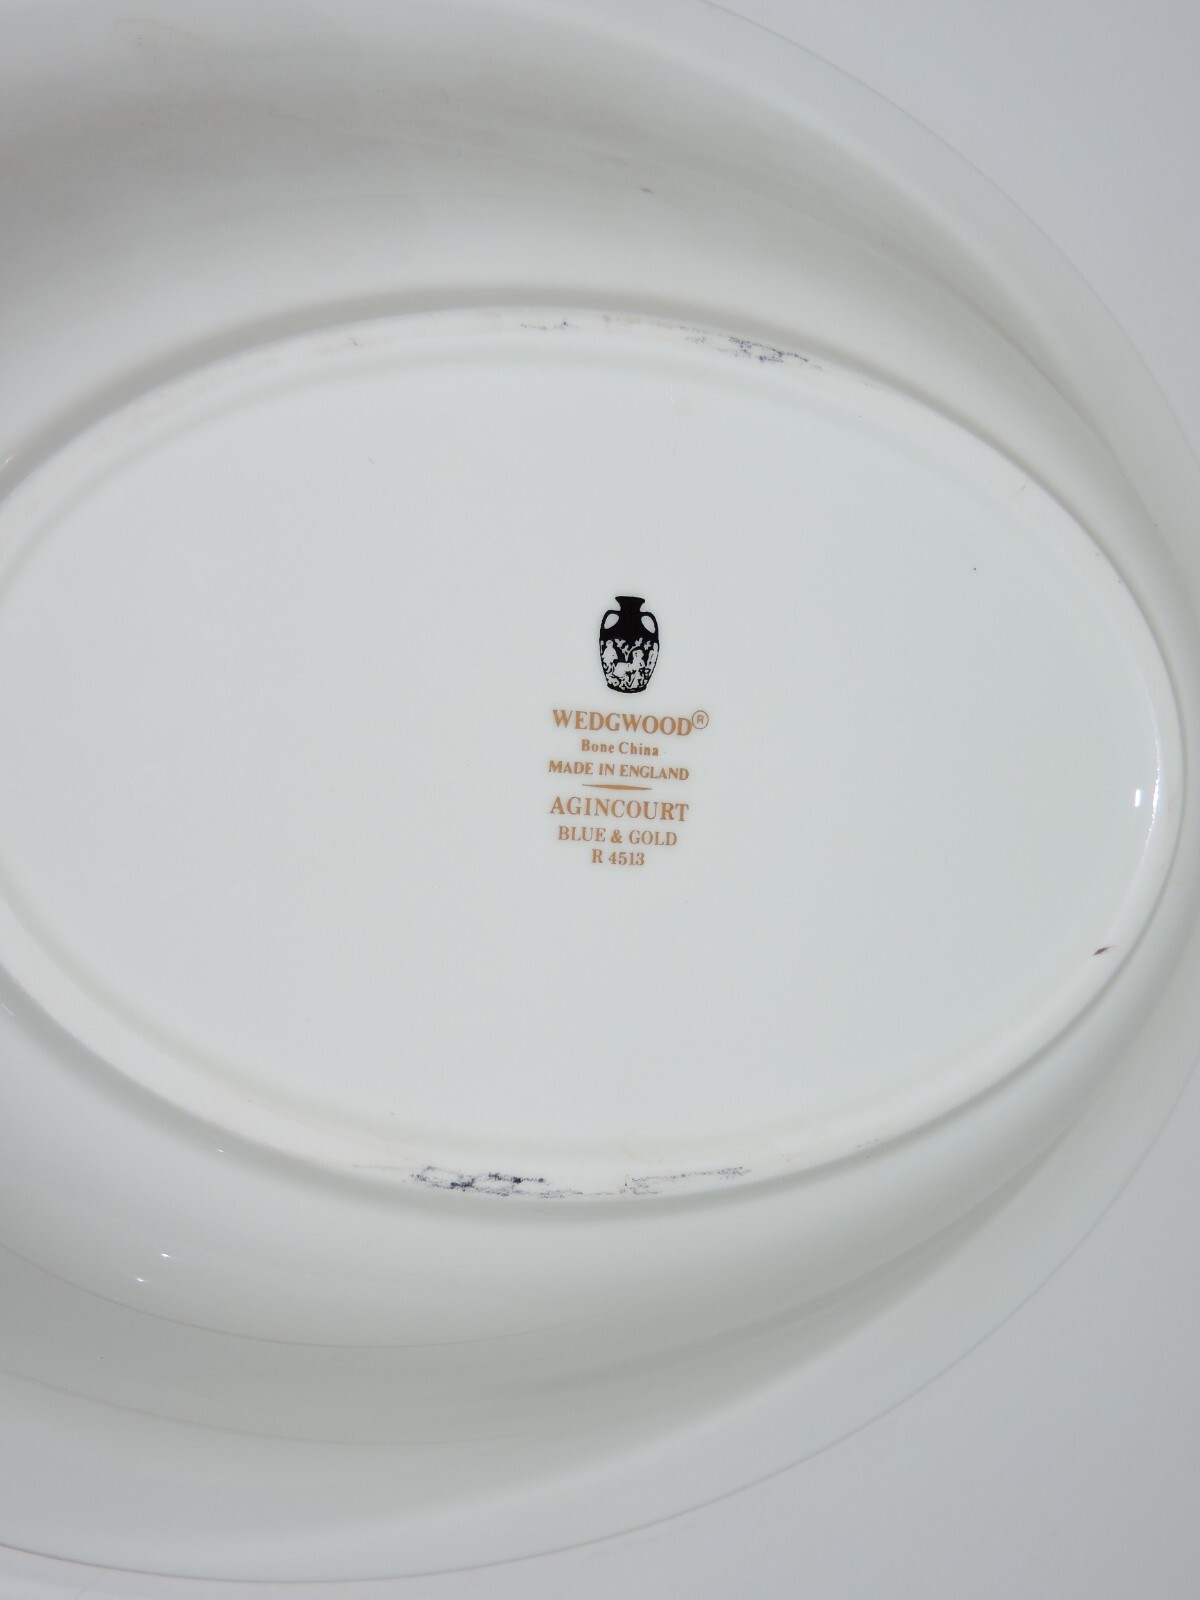 WEDGWOOD®
Bone China
MADE IN ENGLAND
AGINCOURT
BLUE & GOLD
R 4513